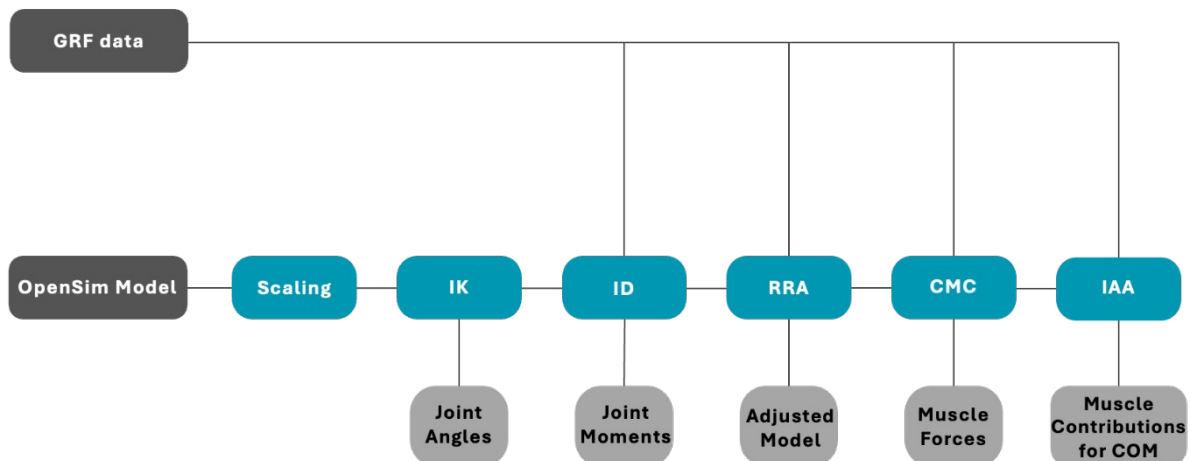 GRF data
OpenSim Model
Scaling
IK
ID
RRA
CMC
IAA
Joint
Angles
Joint
Moments
Adjusted
Model
Muscle
Forces
Muscle
Contributions
for COM